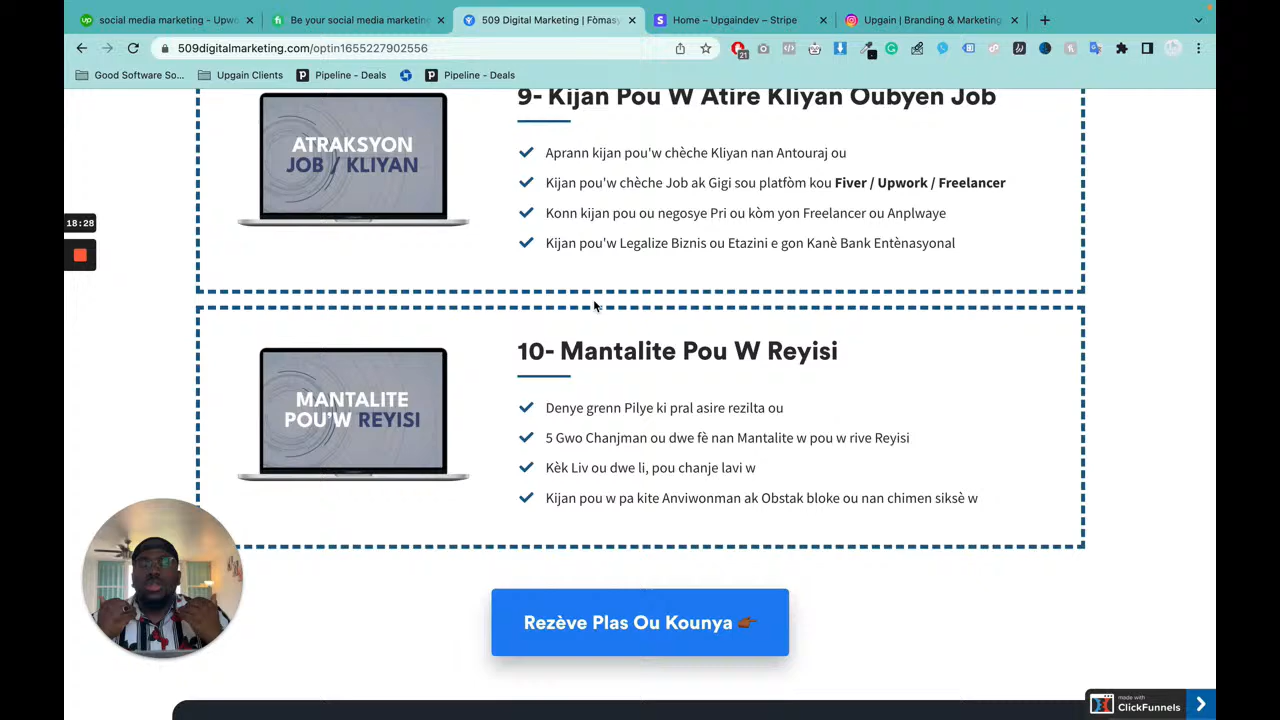 social media marketing - Upwo
Be your social media marketing
509 Digital Marketing | Fòmasy
Home – Upgaindev – Stripe
Upgain | Branding & Marketing
509digitalmarketing.com/optin1655227902556
21
Good Software So...
Upgain Clients
Pipeline - Deals
Pipeline - Deals
9- Kijan Pou W Atire Kliyan Oubyen Job
ATRAKSYON
JOB / KLIYAN
Aprann kijan pou'w chèche Kliyan nan Antouraj ou
Kijan pou'w chèche Job ak Gigi sou platfòm kou Fiver / Upwork / Freelancer
Konn kijan pou ou negosye Pri ou kòm yon Freelancer ou Anplwaye
Kijan pou'w Legalize Biznis ou Etazini e gon Kanè Bank Entènasyonal
18:28
10- Mantalite Pou W Reyisi
MANTALITE
POU'W REYISI
Denye grenn Pilye ki pral asire rezilta ou
5 Gwo Chanjman ou dwe fè nan Mantalite w pou w rive Reyisi
Kèk Liv ou dwe li, pou chanje lavi w
Kijan pou w pa kite Anviwonman ak Obstak bloke ou nan chimen siksè w
Rezève Plas Ou Kounya
made with
ClickFunnels